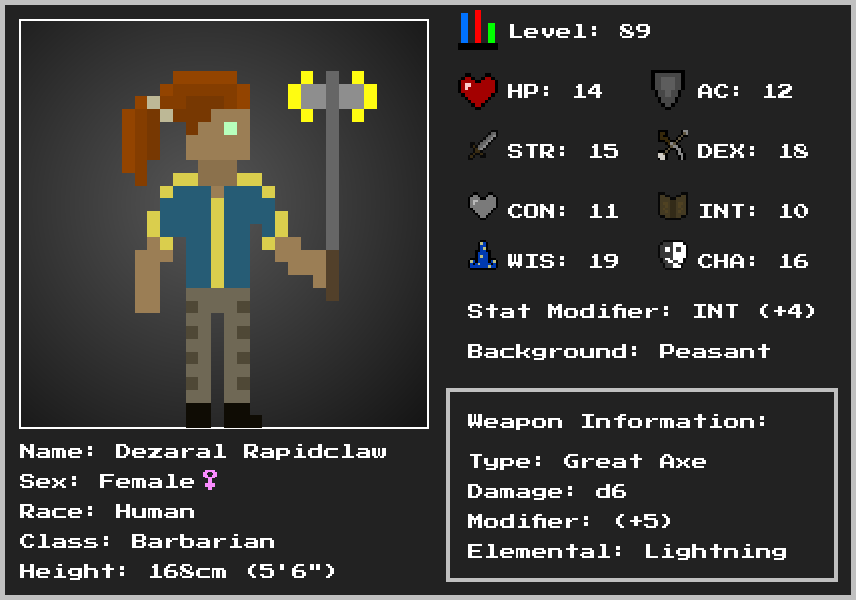 Level: 89
HP: 14
AC: 12
STR: 15
DEX: 18
CON: 11
INT: 10
WIS: 19
CHA: 16
Stat Modifier: INT (+4)
Background: Peasant
Weapon Information:
Type: Great Axe
Damage: d6
Modifier: (+5)
Elemental: Lightning
Name: Dezaral Rapidclaw
Sex: Female♀
Race: Human
Class: Barbarian
Height: 168cm (5'6")